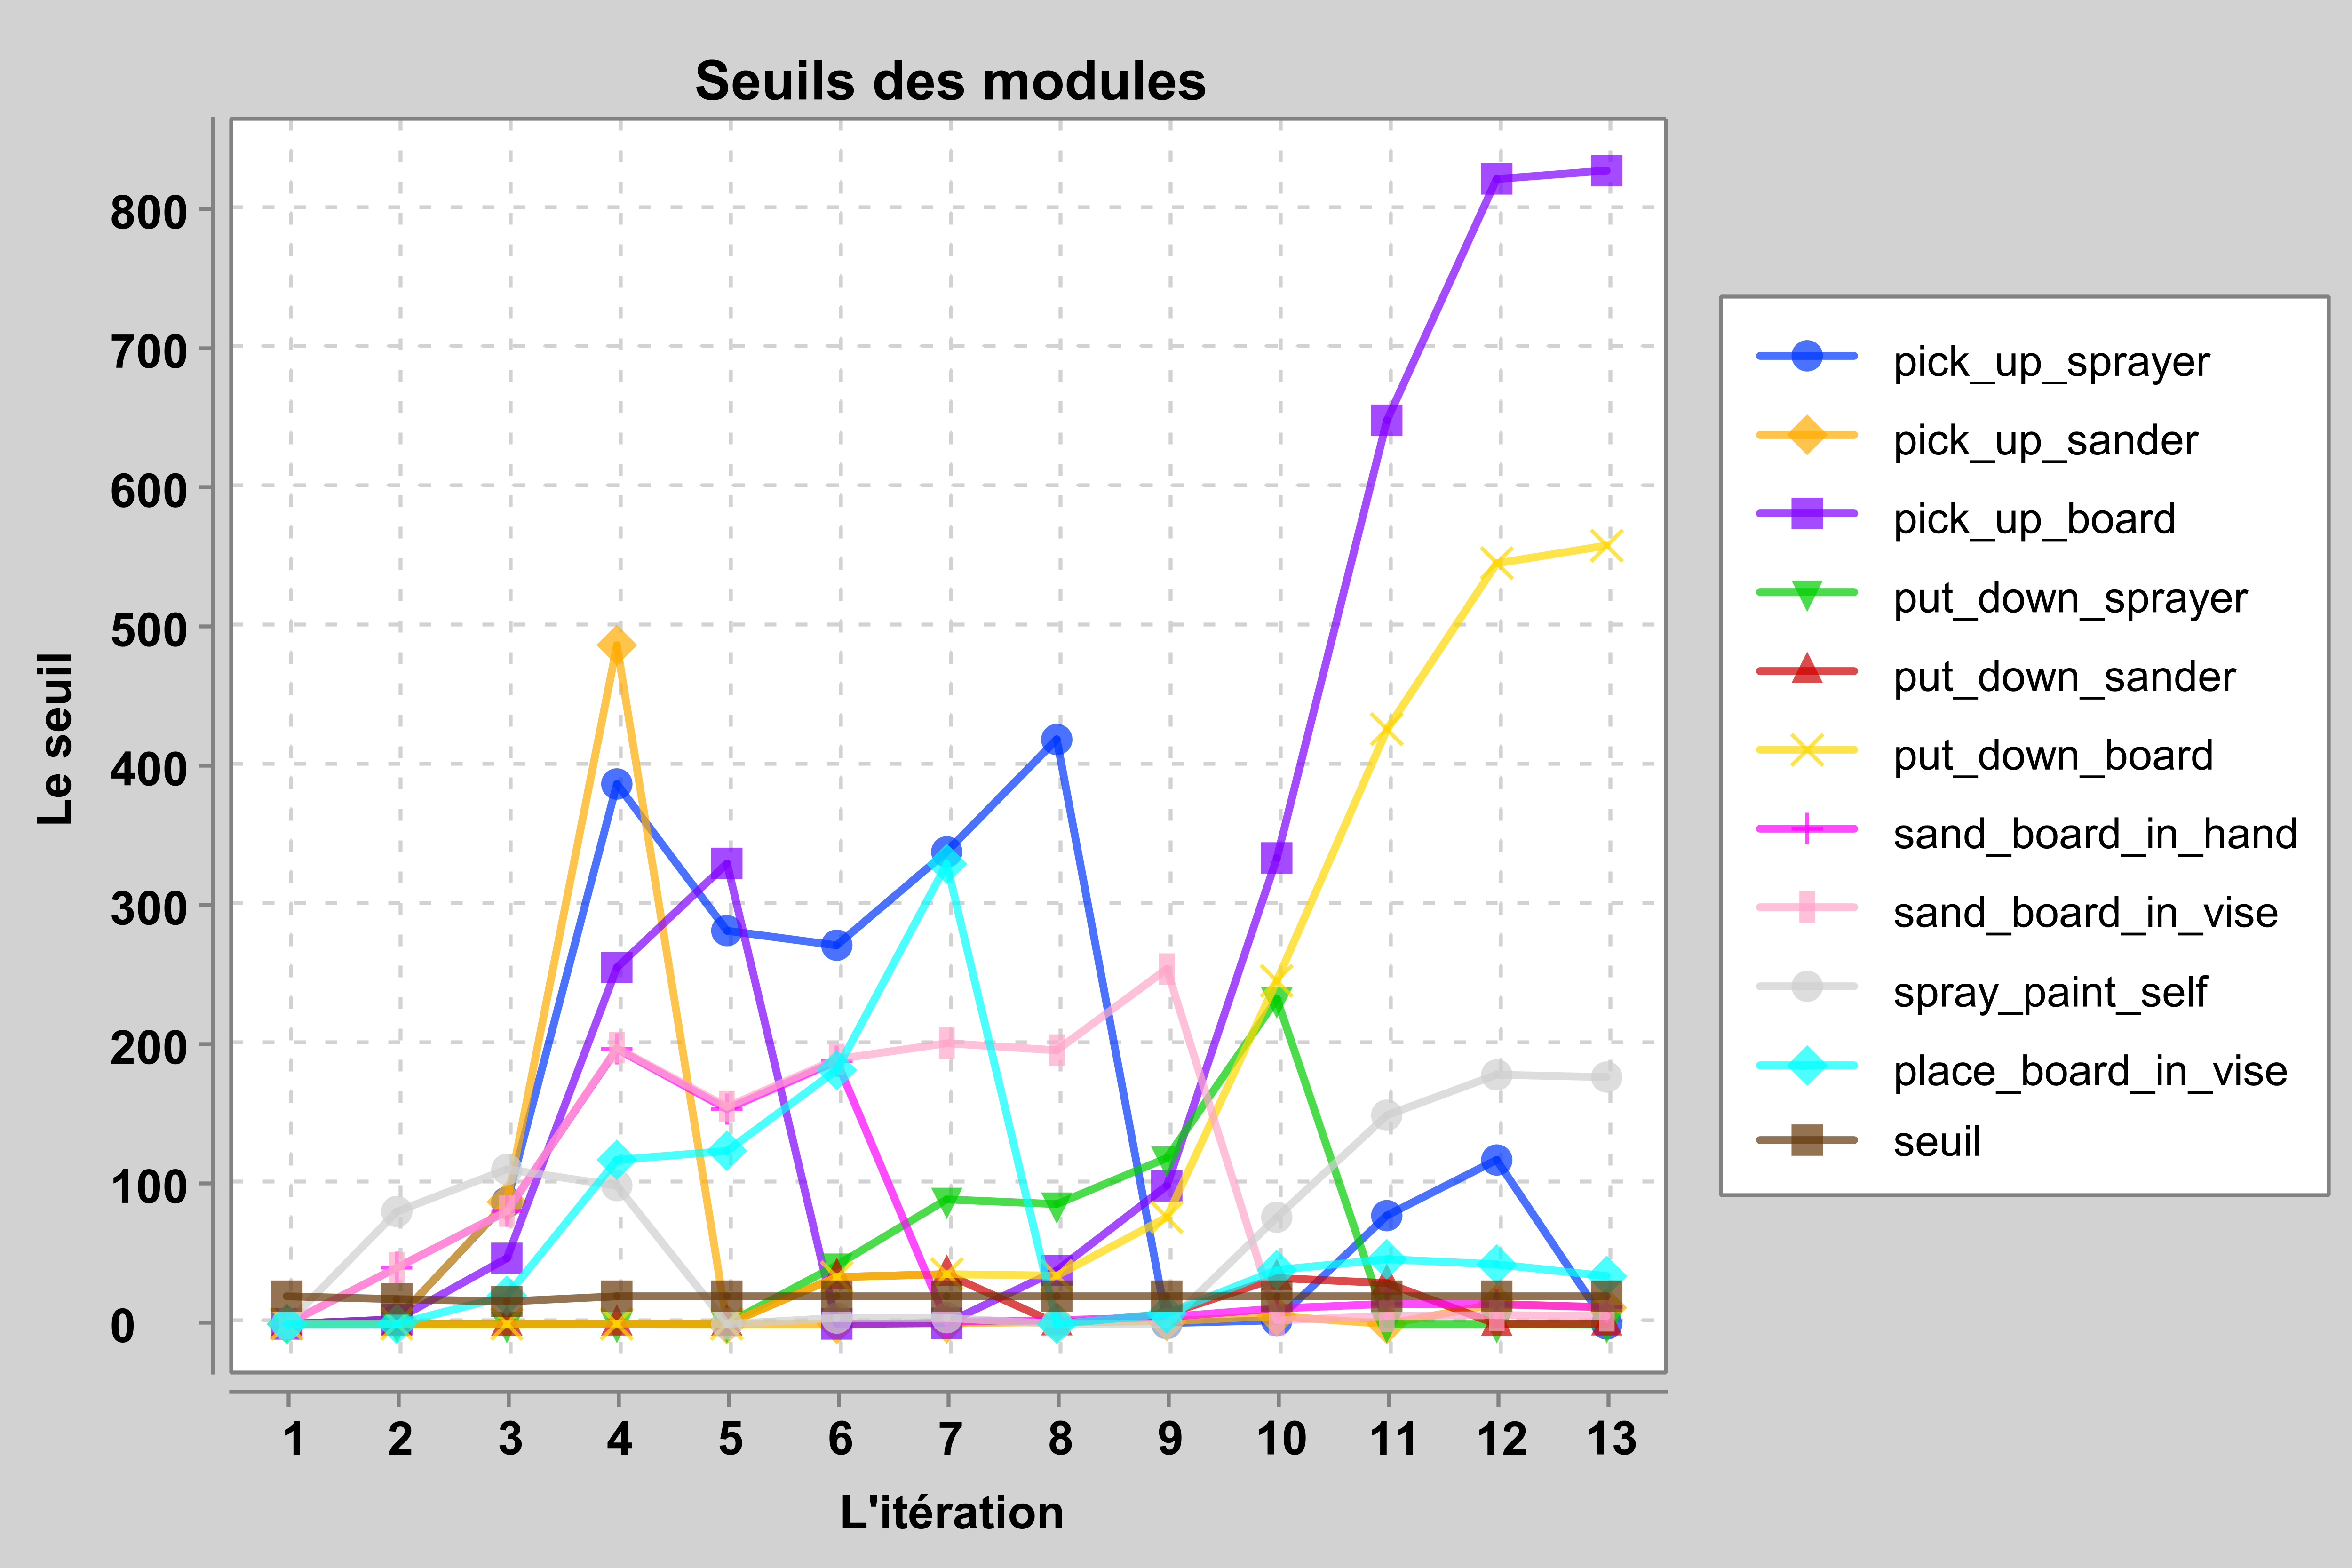 Seuils des modules
Le seuil
800
700
600
500
400
300
200
100
0
1 2 3 4 5 6 7 8 9 10 11 12 13
L'itération
pick_up_sprayer
pick_up_sander
pick_up_board
put_down_sprayer
put_down_sander
put_down_board
sand_board_in_hand
sand_board_in_vise
spray_paint_self
place_board_in_vise
seuil